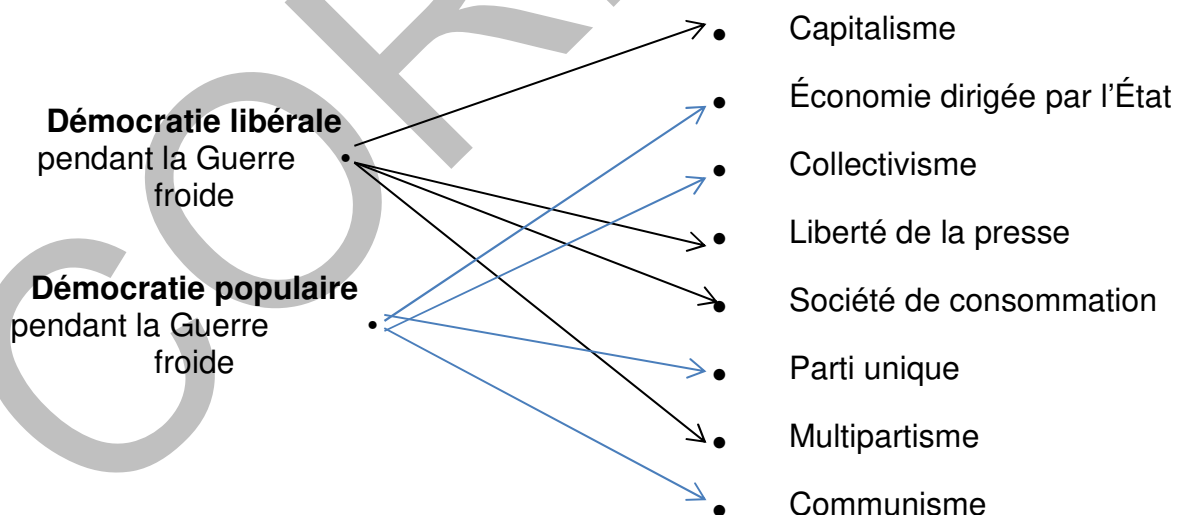 Démocratie libérale
pendant la Guerre
froide
Démocratie populaire
pendant la Guerre
froide
Capitalisme
Économie dirigée par l'État
Collectivisme
Liberté de la presse
Société de consommation
Parti unique
Multipartisme
Communisme